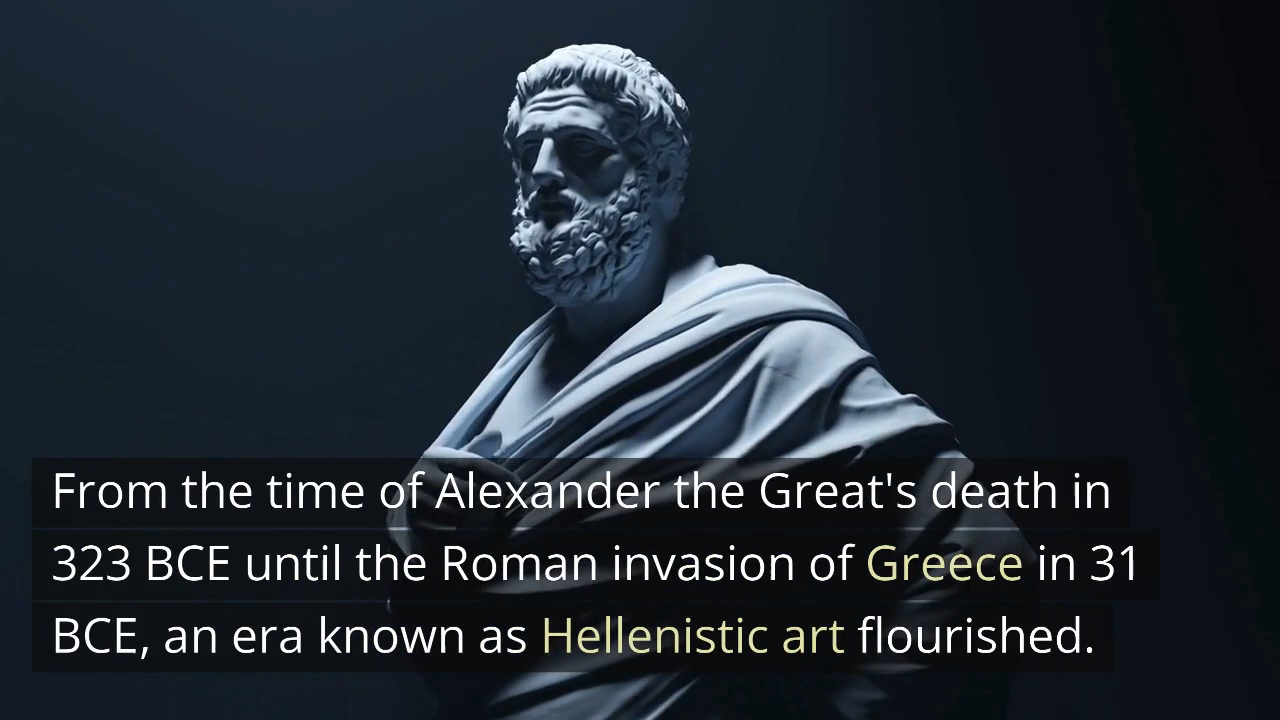 From the time of Alexander the Great's death in
323 BCE until the Roman invasion of Greece in 31
BCE, an era known as Hellenistic art flourished.